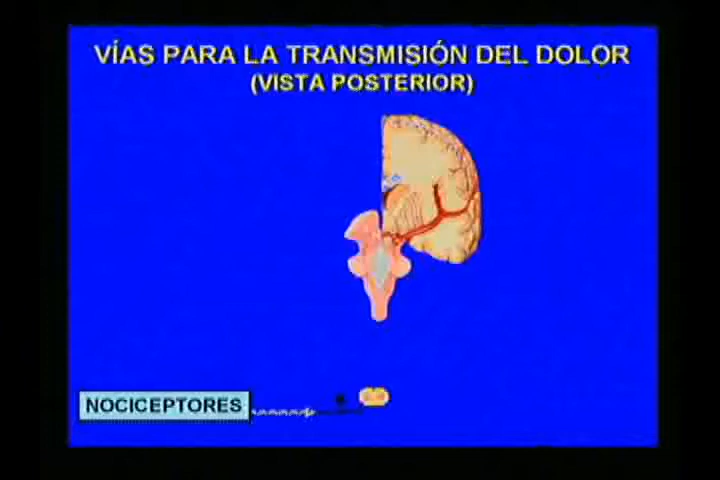 VÍAS PARA LA TRANSMISIÓN DEL DOLOR
(VISTA POSTERIOR)
NOCICEPTORES